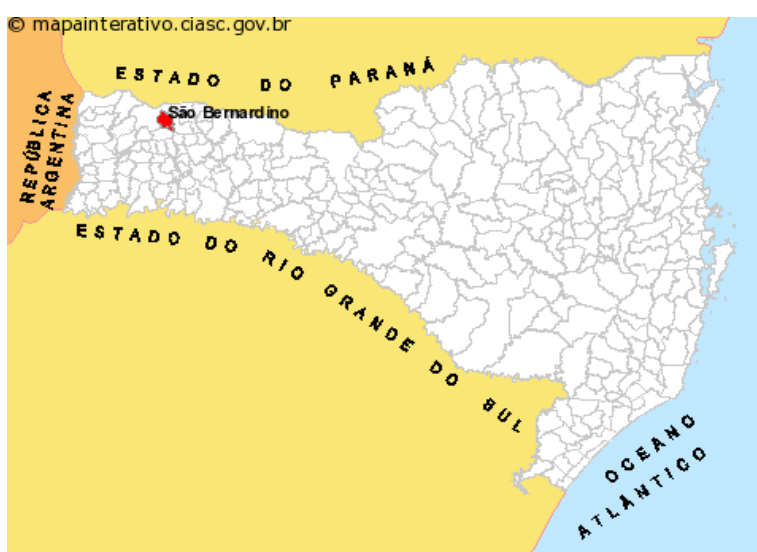 © mapainterativo.ciasc.gov.br
ESTADO DO PARANÁ
São Bernardino
REPÚBLICA
ARGENTINA
ESTADO DO RIO GRANDE DO SUL
OCEANO
ATLÂNTICO